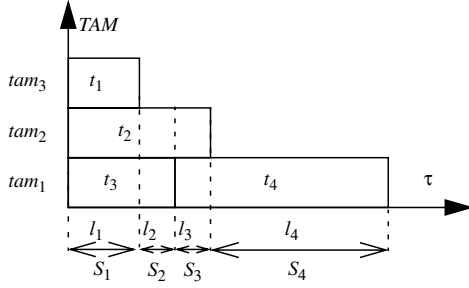 TAM
tam3 t1
tam2 t2
tam1 t3 t4 τ
l1 l2 l3 l4
S1 S2 S3 S4